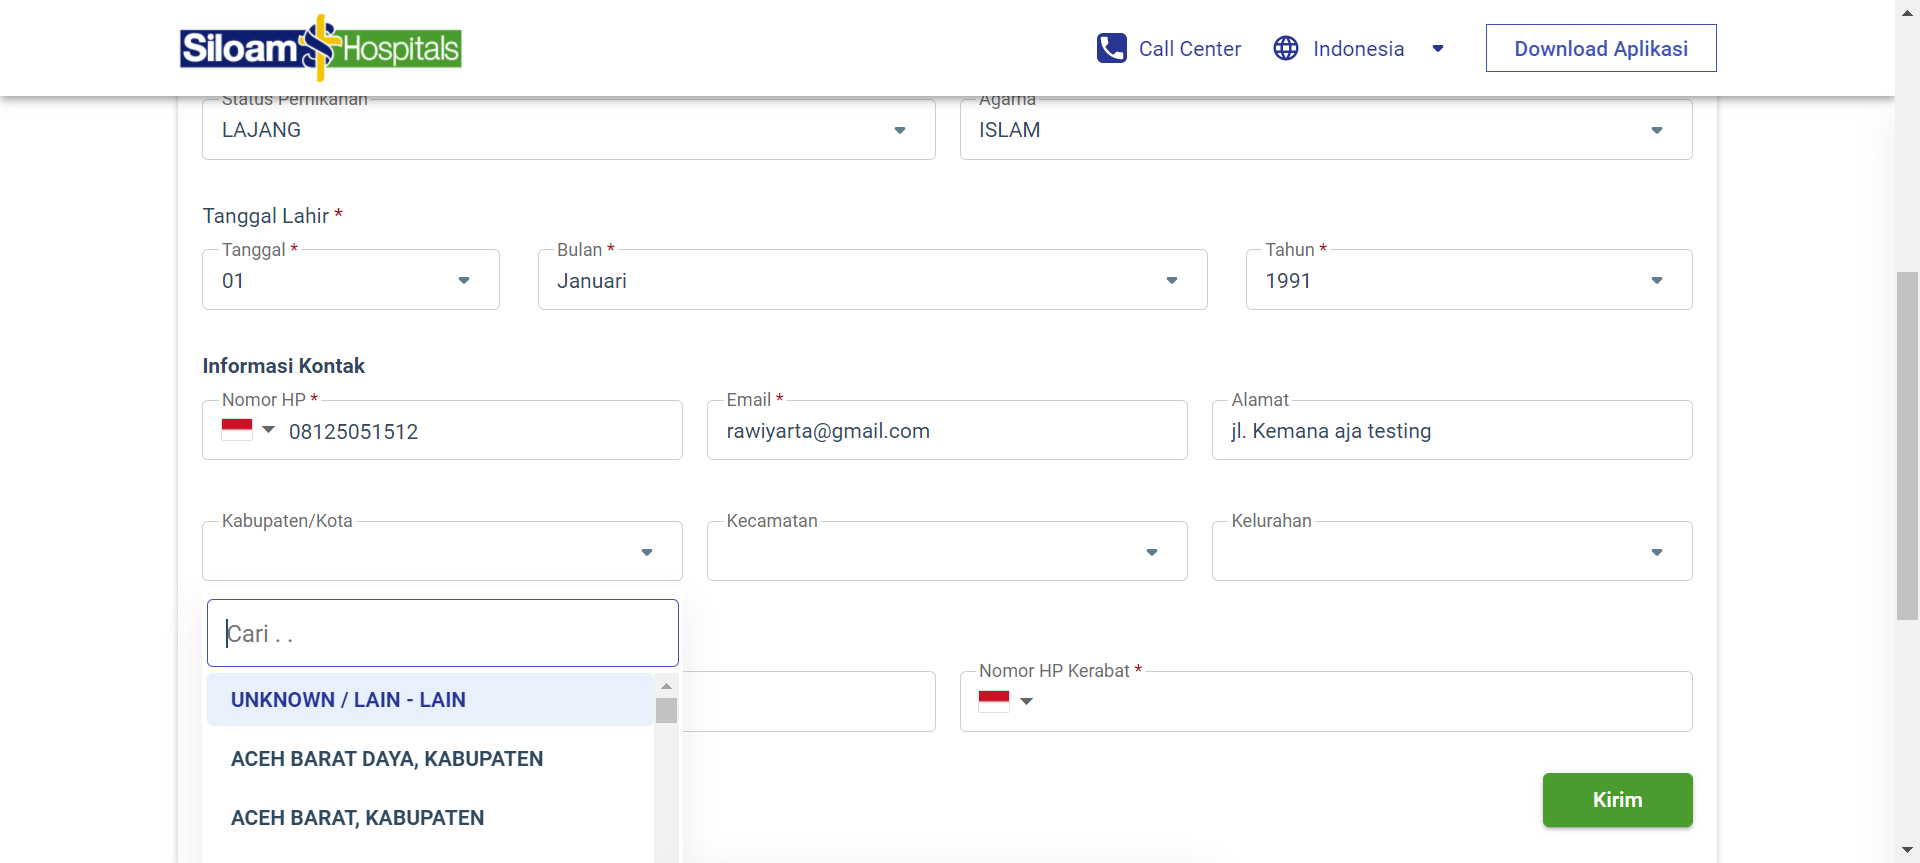 Siloam Hospitals
Call Center
Indonesia
Download Aplikasi
Status Pernikahan
LAJANG
Agama
ISLAM
Tanggal Lahir *
Tanggal *
01
Bulan *
Januari
Tahun *
1991
Informasi Kontak
Nomor HP *
08125051512
Email *
rawiyarta@gmail.com
Alamat
jl. Kemana aja testing
Kabupaten/Kota
Kecamatan
Kelurahan
Cari . .
UNKNOWN / LAIN - LAIN
ACEH BARAT DAYA, KABUPATEN
ACEH BARAT, KABUPATEN
Nomor HP Kerabat *
Kirim